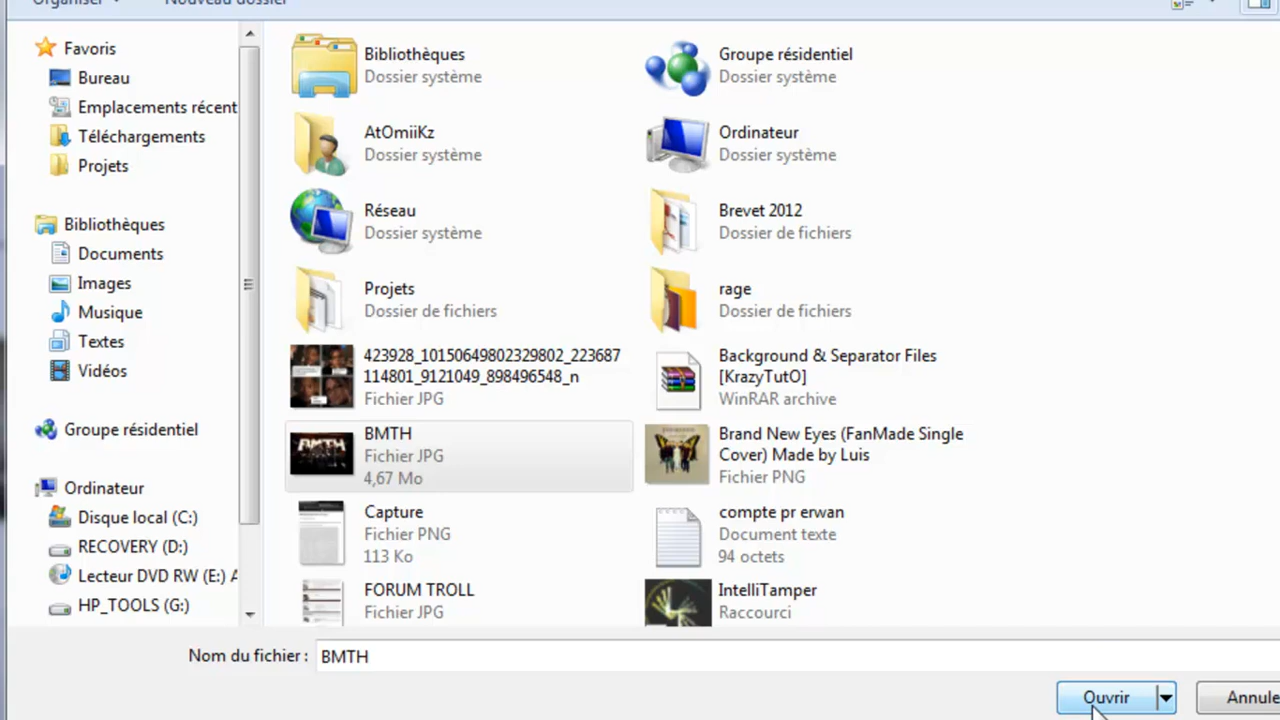 Organiser
Nouveau dossier
Favoris
Bureau
Emplacements récent
Téléchargements
Projets
Bibliothèques
Documents
Images
Musique
Textes
Vidéos
Groupe résidentiel
Ordinateur
Disque local (C:)
RECOVERY (D:)
Lecteur DVD RW (E:) A
HP_TOOLS (G:)
Bibliothèques
Dossier système
Groupe résidentiel
Dossier système
AtOmiiKz
Dossier système
Ordinateur
Dossier système
Réseau
Dossier système
Brevet 2012
Dossier de fichiers
Projets
Dossier de fichiers
rage
Dossier de fichiers
423928_10150649802329802_223687
114801_9121049_898496548_n
Fichier JPG
Background & Separator Files
[KrazyTutO]
WinRAR archive
BMTH
Fichier JPG
4,67 Mo
Brand New Eyes (FanMade Single
Cover) Made by Luis
Fichier PNG
Capture
Fichier PNG
113 Ko
compte pr erwan
Document texte
94 octets
FORUM TROLL
Fichier JPG
IntelliTamper
Raccourci
Nom du fichier :
BMTH
Ouvrir
Annule